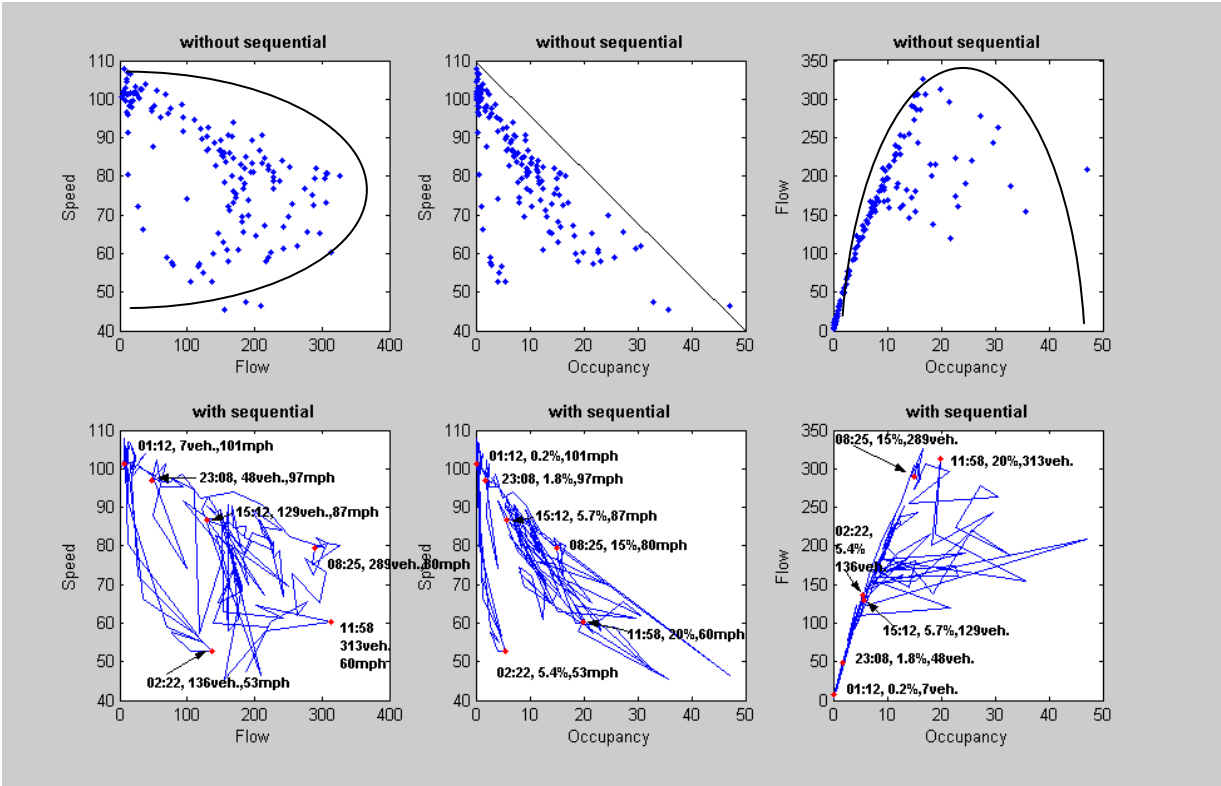 without sequential
110
100
90
80
70
60
50
40
Speed
0
100
200
300
400
Flow
without sequential
110
100
90
80
70
60
50
40
Speed
0
10
20
30
40
50
Occupancy
without sequential
350
300
250
200
150
100
50
0
Flow
0
10
20
30
40
50
Occupancy
with sequential
110
100
90
80
70
60
50
40
Speed
01:12, 7veh.,101mph
23:08, 48veh.,97mph
15:12, 129veh.,87mph
08:25, 289veh.,80mph
11:58
313veh.
60mph
02:22, 136veh.,53mph
0
100
200
300
400
Flow
with sequential
110
100
90
80
70
60
50
40
Speed
01:12, 0.2%,101mph
23:08, 1.8%,97mph
15:12, 5.7%,87mph
08:25, 15%,80mph
11:58, 20%,60mph
02:22, 5.4%,53mph
0
10
20
30
40
50
Occupancy
with sequential
350
300
250
200
150
100
50
0
Flow
08:25, 15%,289veh.
11:58, 20%,313veh.
02:22,
5.4%
136veh.
15:12, 5.7%,129veh.
23:08, 1.8%,48veh.
01:12, 0.2%,7veh.
0
10
20
30
40
50
Occupancy